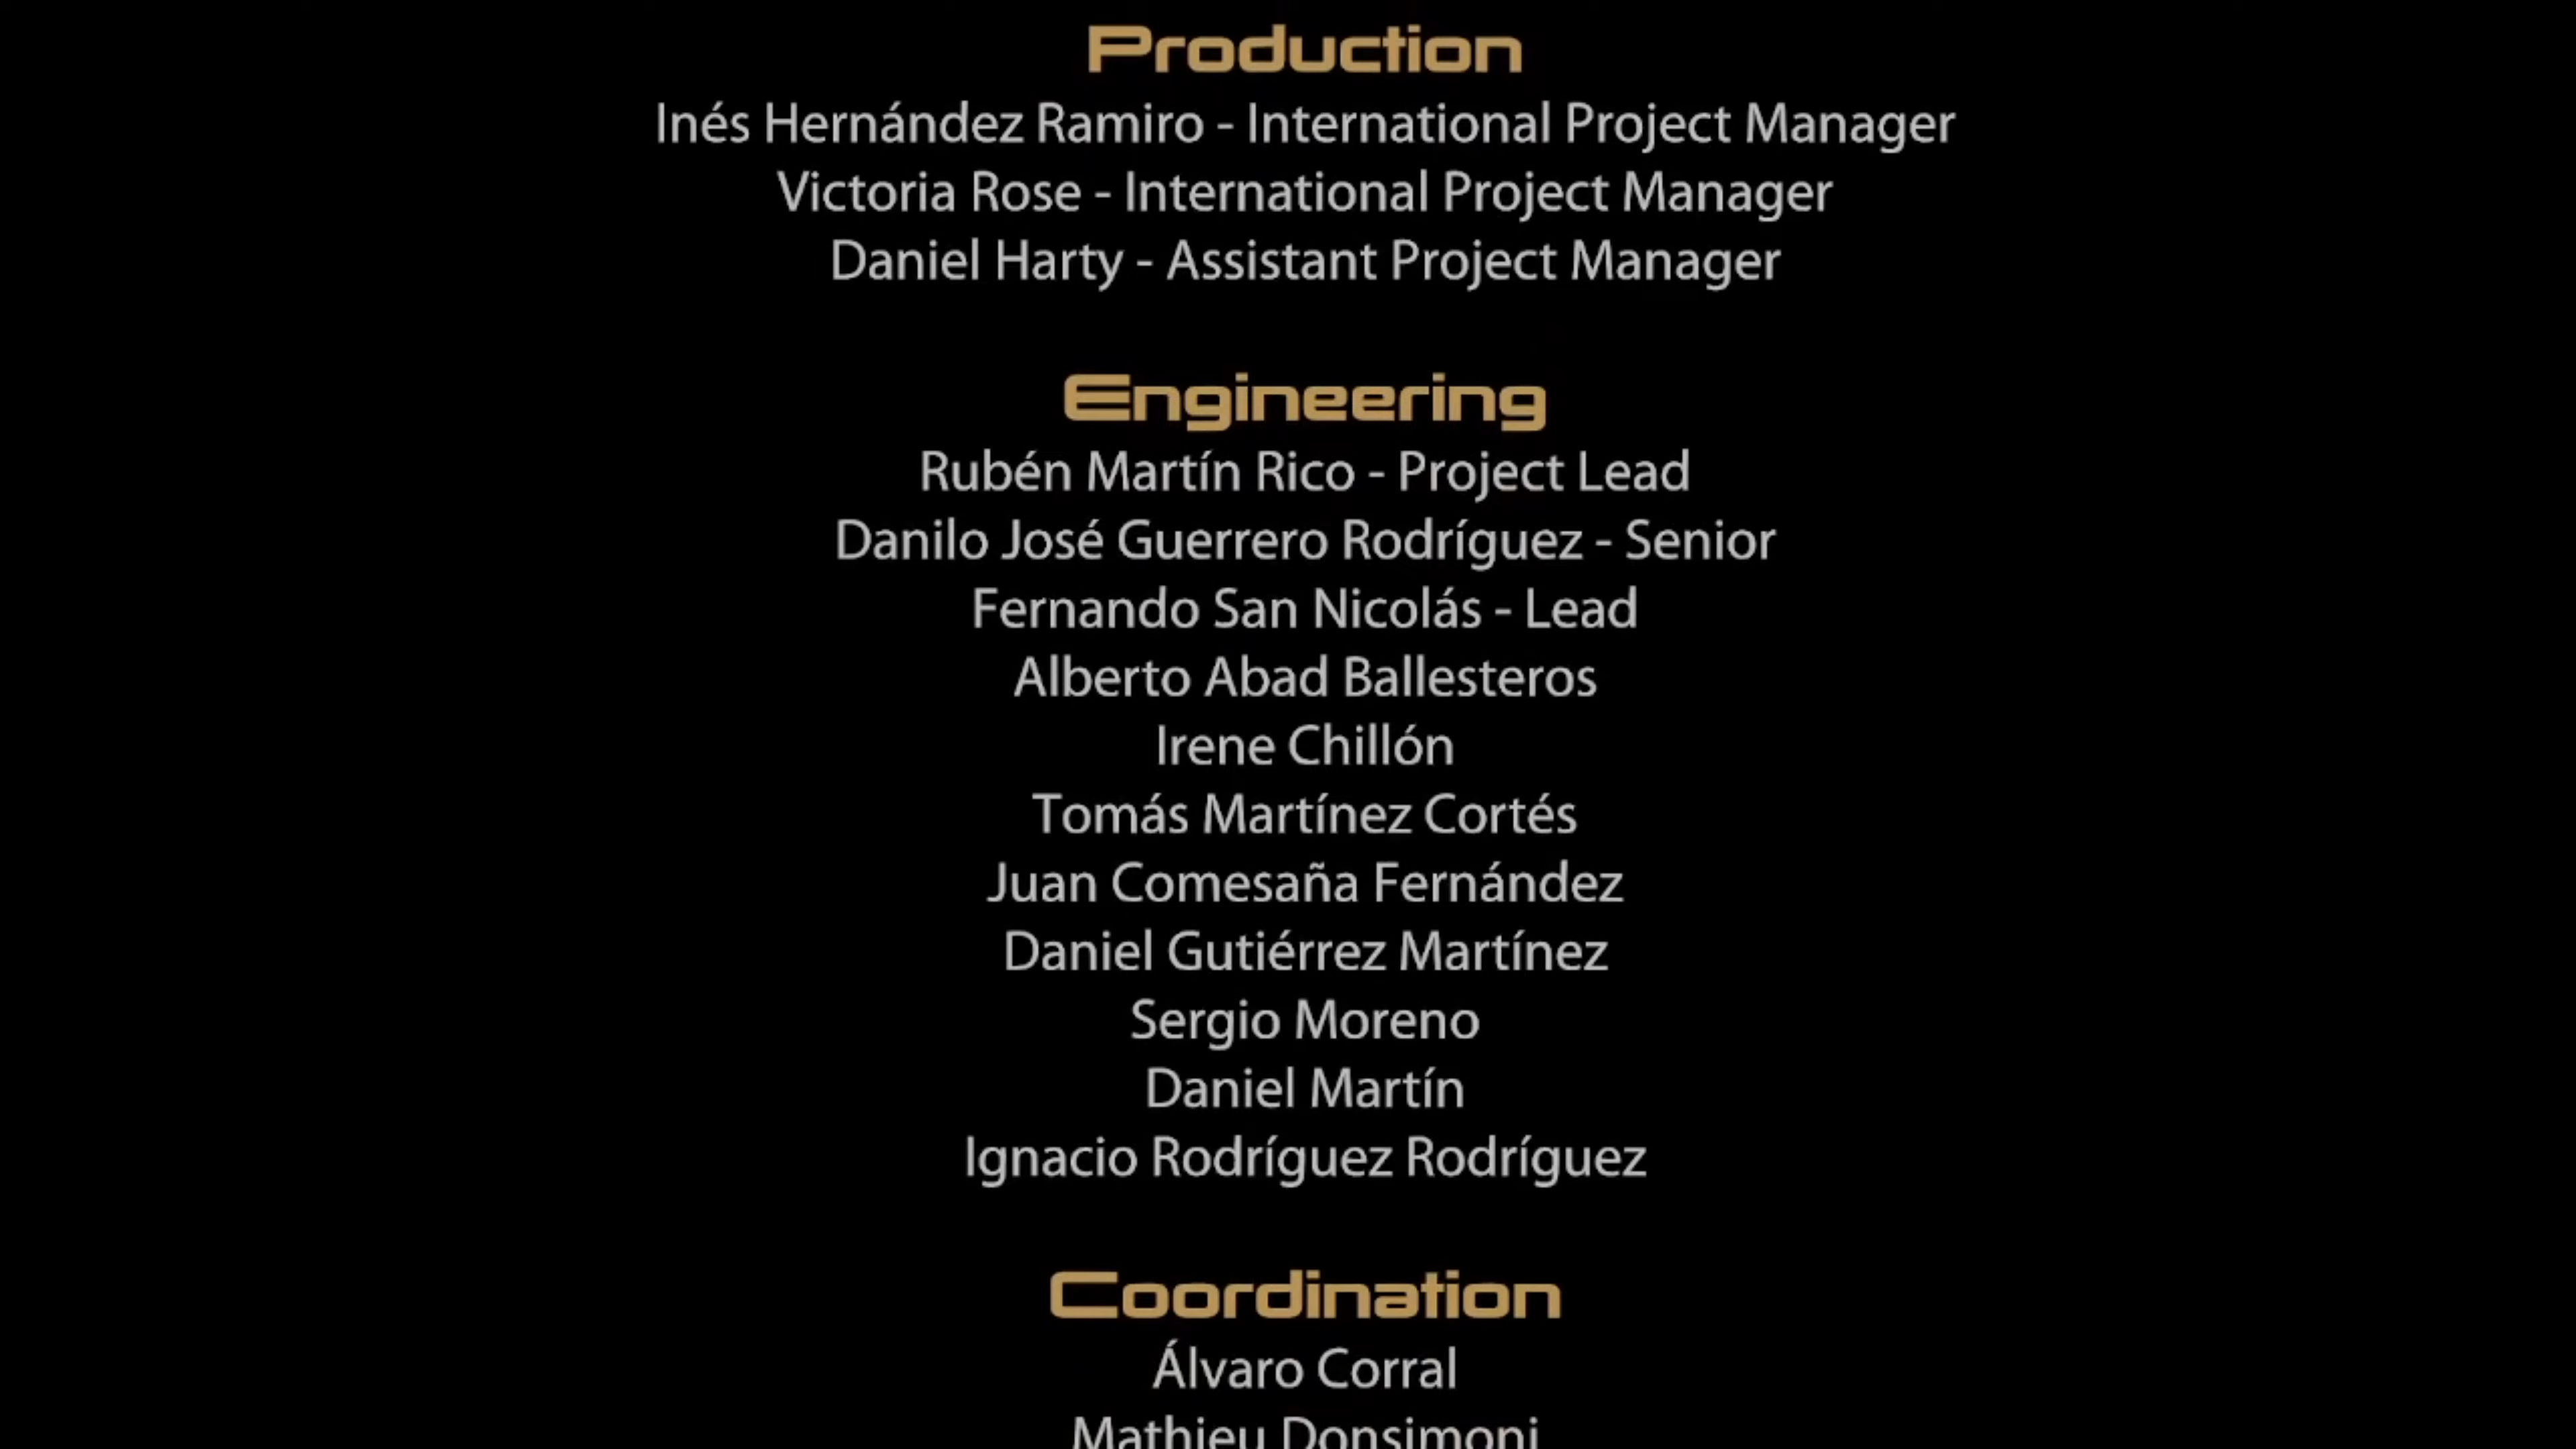 Production
Inés Hernández Ramiro - International Project Manager
Victoria Rose - International Project Manager
Daniel Harty - Assistant Project Manager
Engineering
Rubén Martín Rico - Project Lead
Danilo José Guerrero Rodríguez - Senior
Fernando San Nicolás - Lead
Alberto Abad Ballesteros
Irene Chillón
Tomás Martínez Cortés
Juan Comesaña Fernández
Daniel Gutiérrez Martínez
Sergio Moreno
Daniel Martín
Ignacio Rodríguez Rodríguez
Coordination
Álvaro Corral
Mathieu Donsimoni